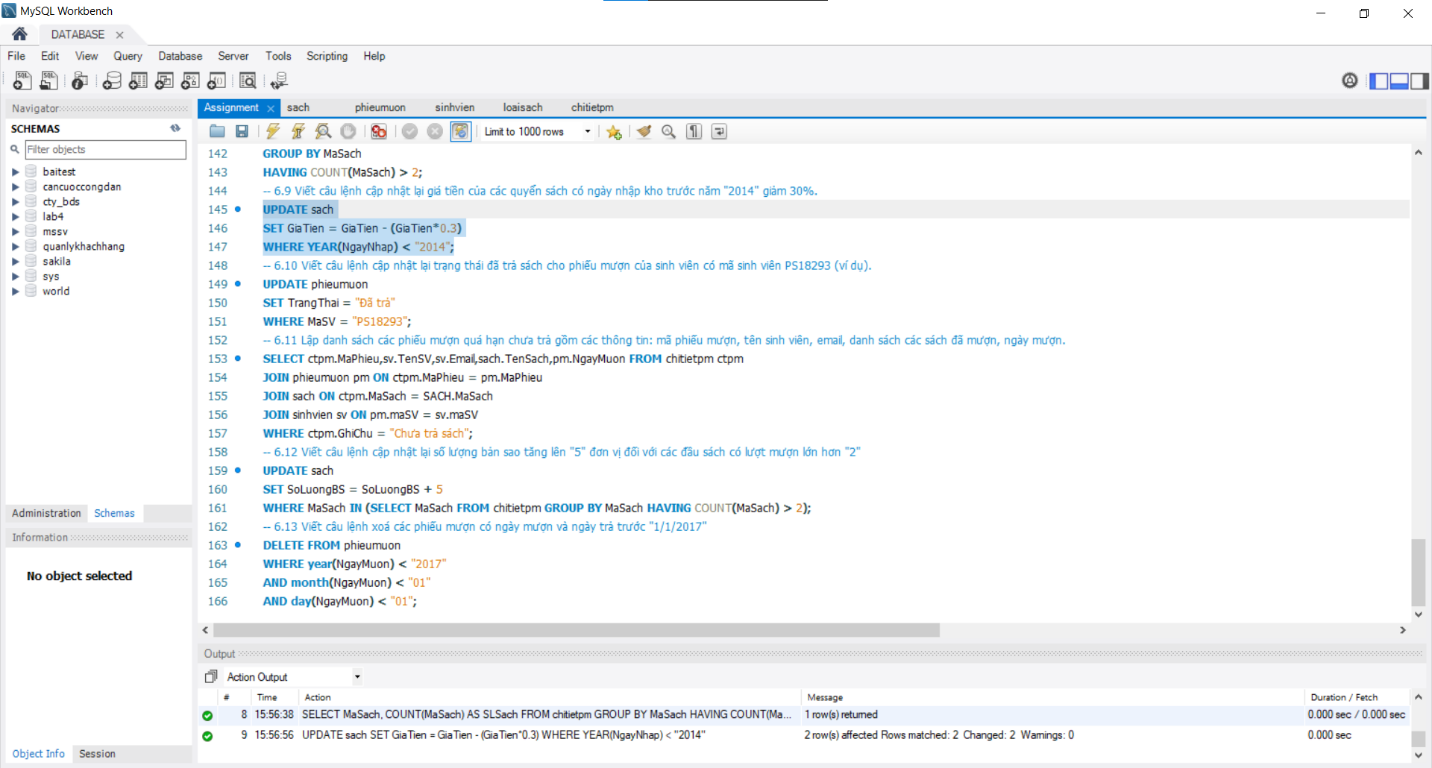 MySQL Workbench
DATABASE
File Edit View Query Database Server Tools Scripting Help
Navigator
SCHEMAS
Filter objects
baitest
cancuoccongdan
cty_bds
lab4
mssv
quanlykhachhang
sakila
sys
world
Administration Schemas
Information
No object selected
Object Info Session
Assignment sach phieumuon sinhvien loaisach chitietpm
Limit to 1000 rows
142 GROUP BY MaSach
143 HAVING COUNT(MaSach) > 2;
144 -- 6.9 Viết câu lệnh cập nhật lại giá tiền của các quyển sách có ngày nhập kho trước năm "2014" giảm 30%.
145 UPDATE sach
146 SET GiaTien = GiaTien - (GiaTien*0.3)
147 WHERE YEAR(NgayNhap) < "2014";
148 -- 6.10 Viết câu lệnh cập nhật lại trạng thái đã trả sách cho phiếu mượn của sinh viên có mã sinh viên PS18293 (ví dụ).
149 UPDATE phieumuon
150 SET TrangThai = "Đã trả"
151 WHERE MaSV = "PS18293";
152 -- 6.11 Lập danh sách các phiếu mượn quá hạn chưa trả gồm các thông tin: mã phiếu mượn, tên sinh viên, email, danh sách các sách đã mượn, ngày mượn.
153 SELECT ctpm.MaPhieu,sv.TenSV,sv.Email,sach.TenSach,pm.NgayMuon FROM chitietpm ctpm
154 JOIN phieumuon pm ON ctpm.MaPhieu = pm.MaPhieu
155 JOIN sach ON ctpm.MaSach = SACH.MaSach
156 JOIN sinhvien sv ON pm.maSV = sv.maSV
157 WHERE ctpm.GhiChu = "Chưa trả sách";
158 -- 6.12 Viết câu lệnh cập nhật lại số lượng bản sao tăng lên "5" đơn vị đối với các đầu sách có lượt mượn lớn hơn "2"
159 UPDATE sach
160 SET SoLuongBS = SoLuongBS + 5
161 WHERE MaSach IN (SELECT MaSach FROM chitietpm GROUP BY MaSach HAVING COUNT(MaSach) > 2);
162 -- 6.13 Viết câu lệnh xoá các phiếu mượn có ngày mượn và ngày trả trước "1/1/2017"
163 DELETE FROM phieumuon
164 WHERE year(NgayMuon) < "2017"
165 AND month(NgayMuon) < "01"
166 AND day(NgayMuon) < "01";
Output
Action Output
# Time Action Message Duration / Fetch
8 15:56:38 SELECT MaSach, COUNT(MaSach) AS SLSach FROM chitietpm GROUP BY MaSach HAVING COUNT(Ma... 1 row(s) returned 0.000 sec / 0.000 sec
9 15:56:56 UPDATE sach SET GiaTien = GiaTien - (GiaTien*0.3) WHERE YEAR(NgayNhap) < "2014" 2 row(s) affected Rows matched: 2 Changed: 2 Warnings: 0 0.000 sec